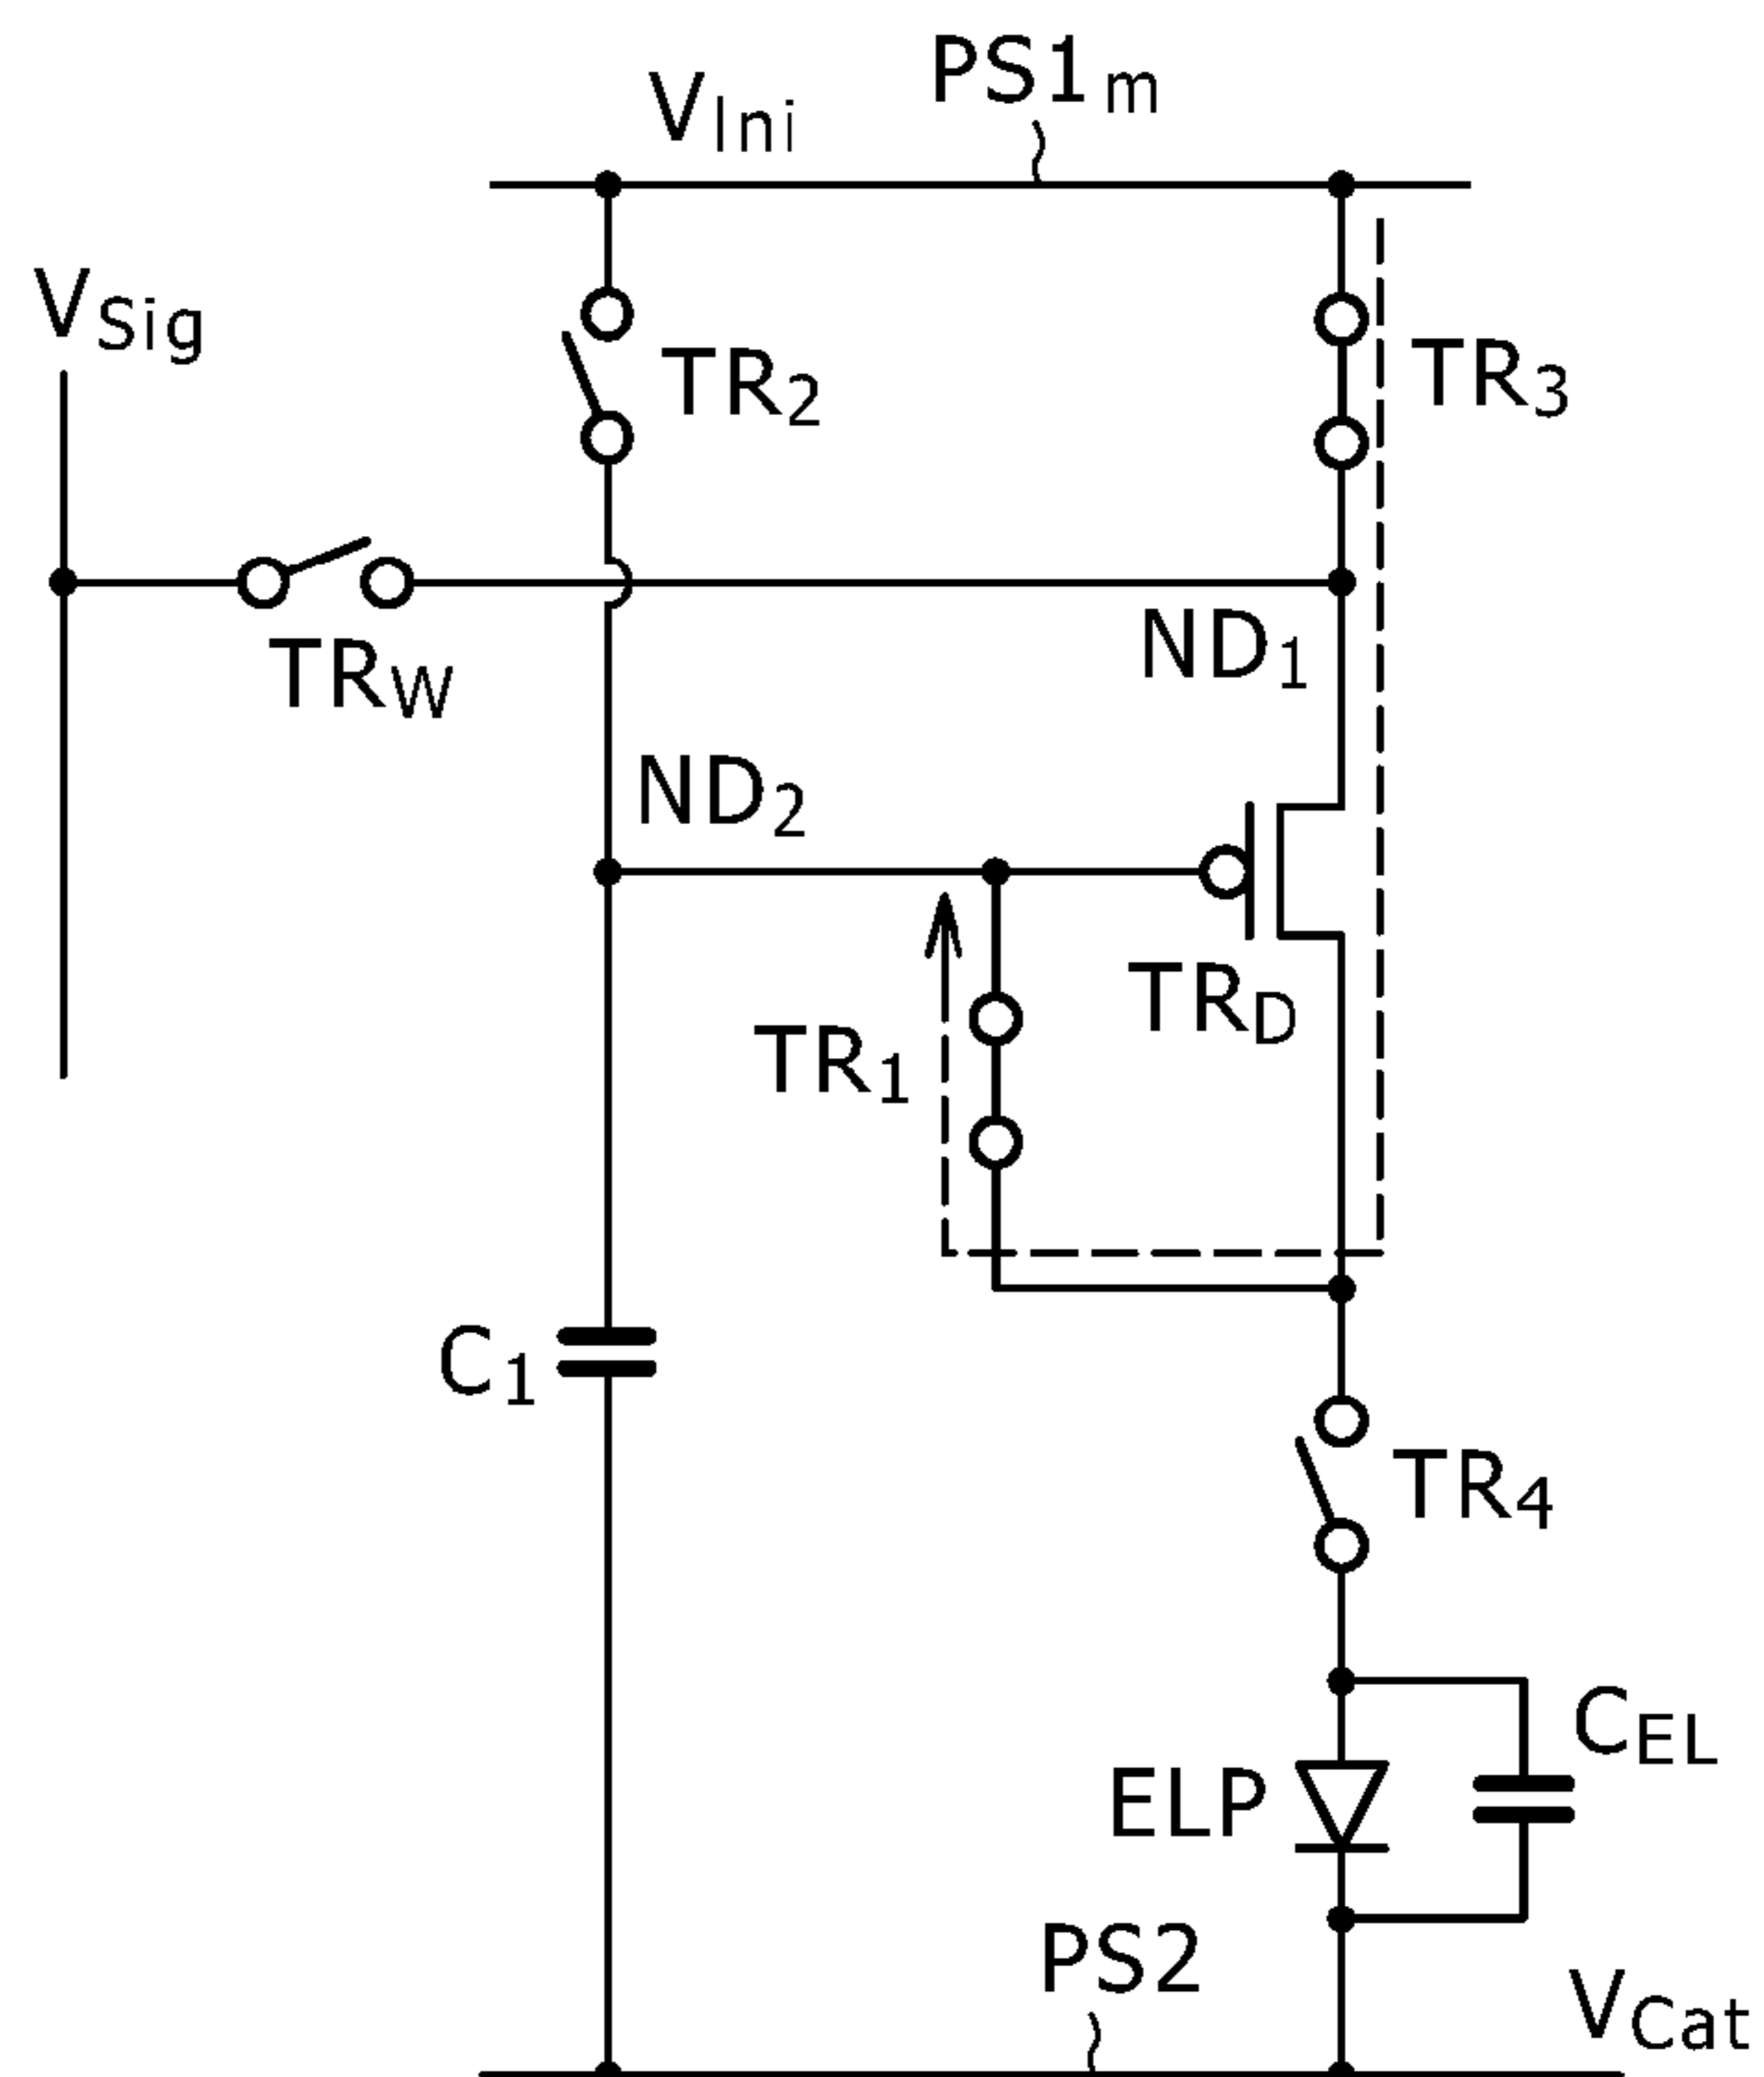 PS1m
VIni
VSig
TR2
TR3
TRW
ND1
ND2
TRD
TR1
C1
TR4
CEL
ELP
PS2
VCat